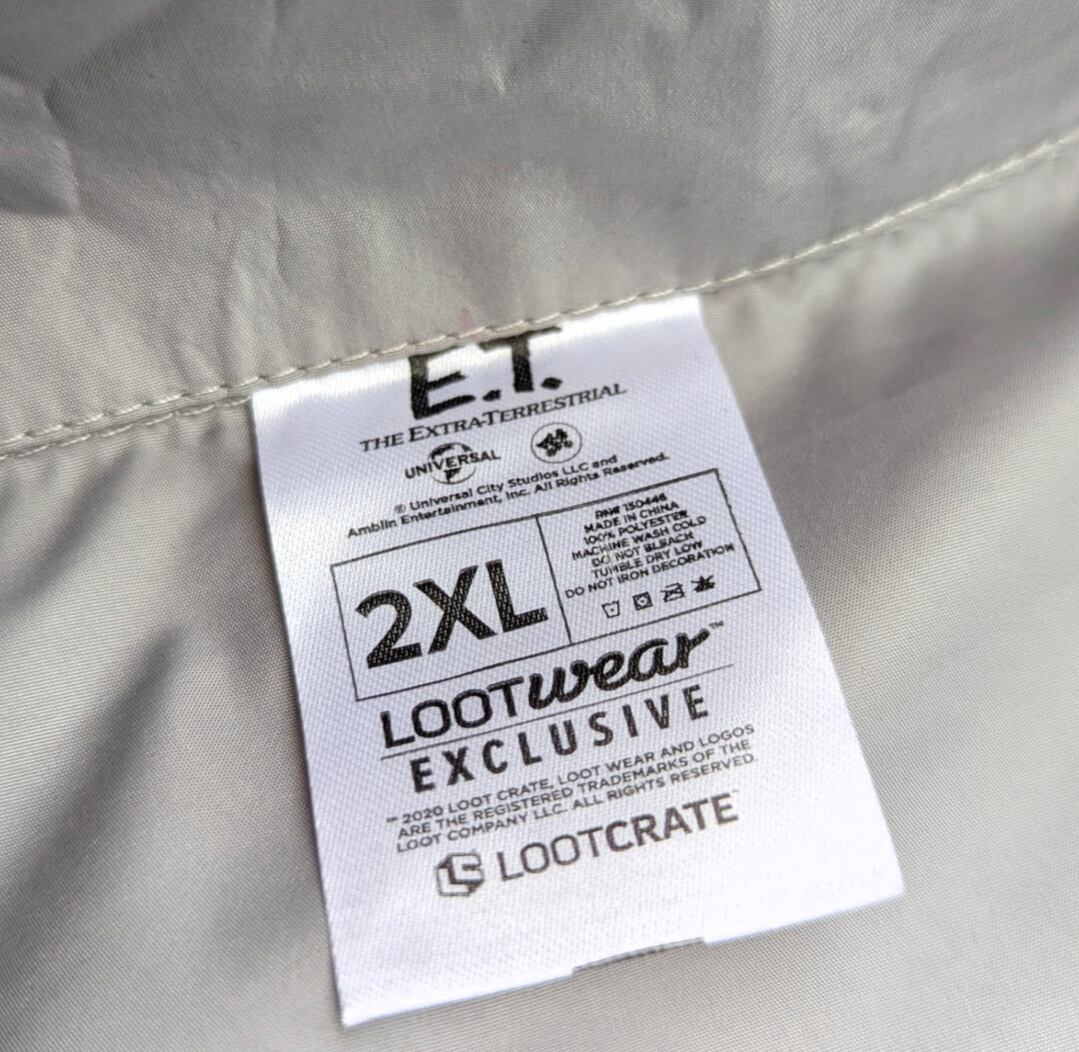 E.T.
THE EXTRA-TERRESTRIAL
UNIVERSAL
© Universal City Studios LLC and
Amblin Entertainment, Inc. All Rights Reserved.
2XL
RN# 150446
MADE IN CHINA
100% POLYESTER
MACHINE WASH COLD
DO NOT BLEACH
TUMBLE DRY LOW
DO NOT IRON DECORATION
LOOTwear™
EXCLUSIVE
™ 2020 LOOT CRATE, LOOT WEAR AND LOGOS
ARE THE REGISTERED TRADEMARKS OF THE
LOOT COMPANY LLC. ALL RIGHTS RESERVED.
LOOTCRATE™